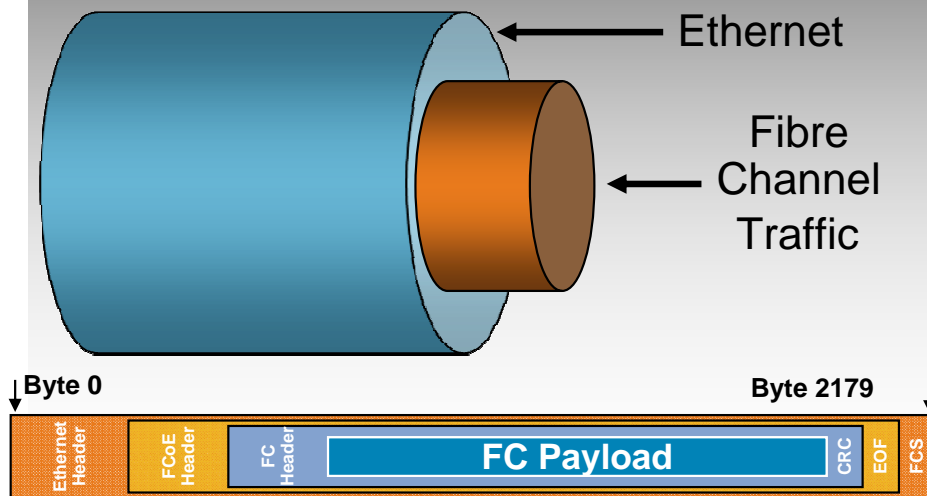 Ethernet
Fibre
Channel
Traffic
Byte 0
Byte 2179
Ethernet
Header
FCoE
Header
FC
Header
FC Payload
CRC
EOF
FCS